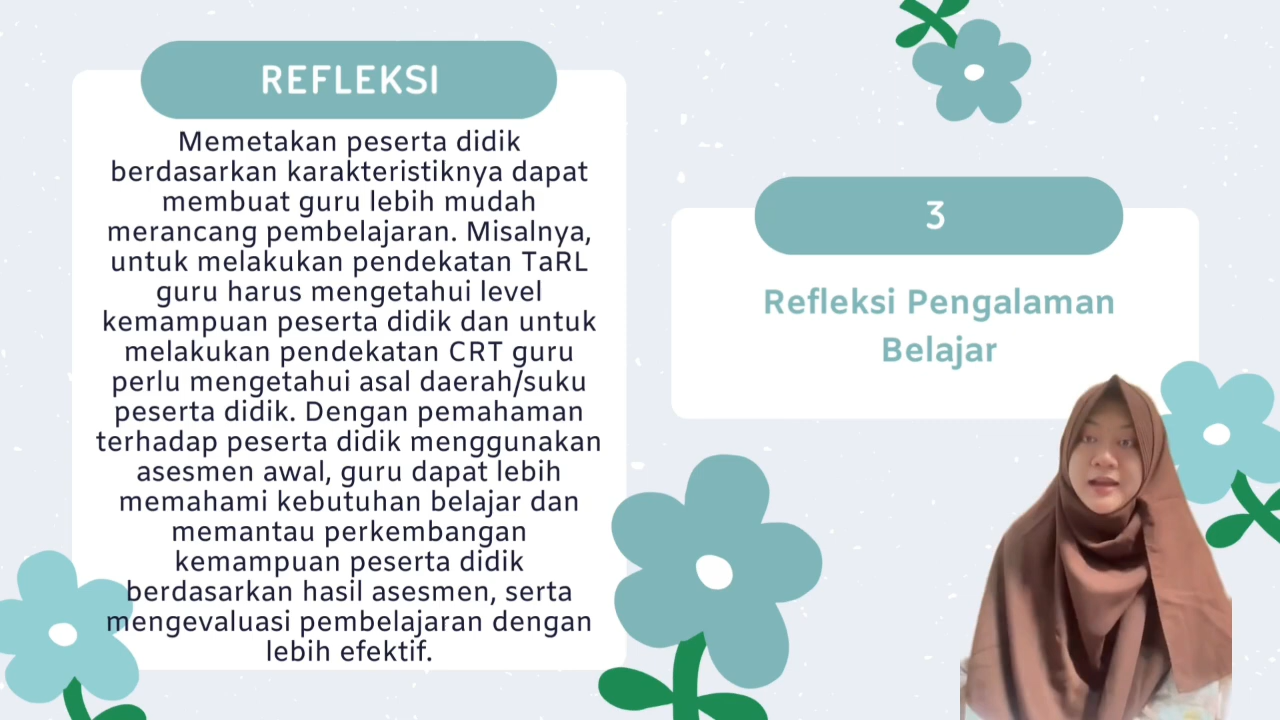 REFLEKSI
Memetakan peserta didik
berdasarkan karakteristiknya dapat
membuat guru lebih mudah
merancang pembelajaran. Misalnya,
untuk melakukan pendekatan TaRL
guru harus mengetahui level
kemampuan peserta didik dan untuk
melakukan pendekatan CRT guru
perlu mengetahui asal daerah/suku
peserta didik. Dengan pemahaman
terhadap peserta didik menggunakan
asesmen awal, guru dapat lebih
memahami kebutuhan belajar dan
memantau perkembangan
kemampuan peserta didik
berdasarkan hasil asesmen, serta
mengevaluasi pembelajaran dengan
lebih efektif.
3
Refleksi Pengalaman
Belajar